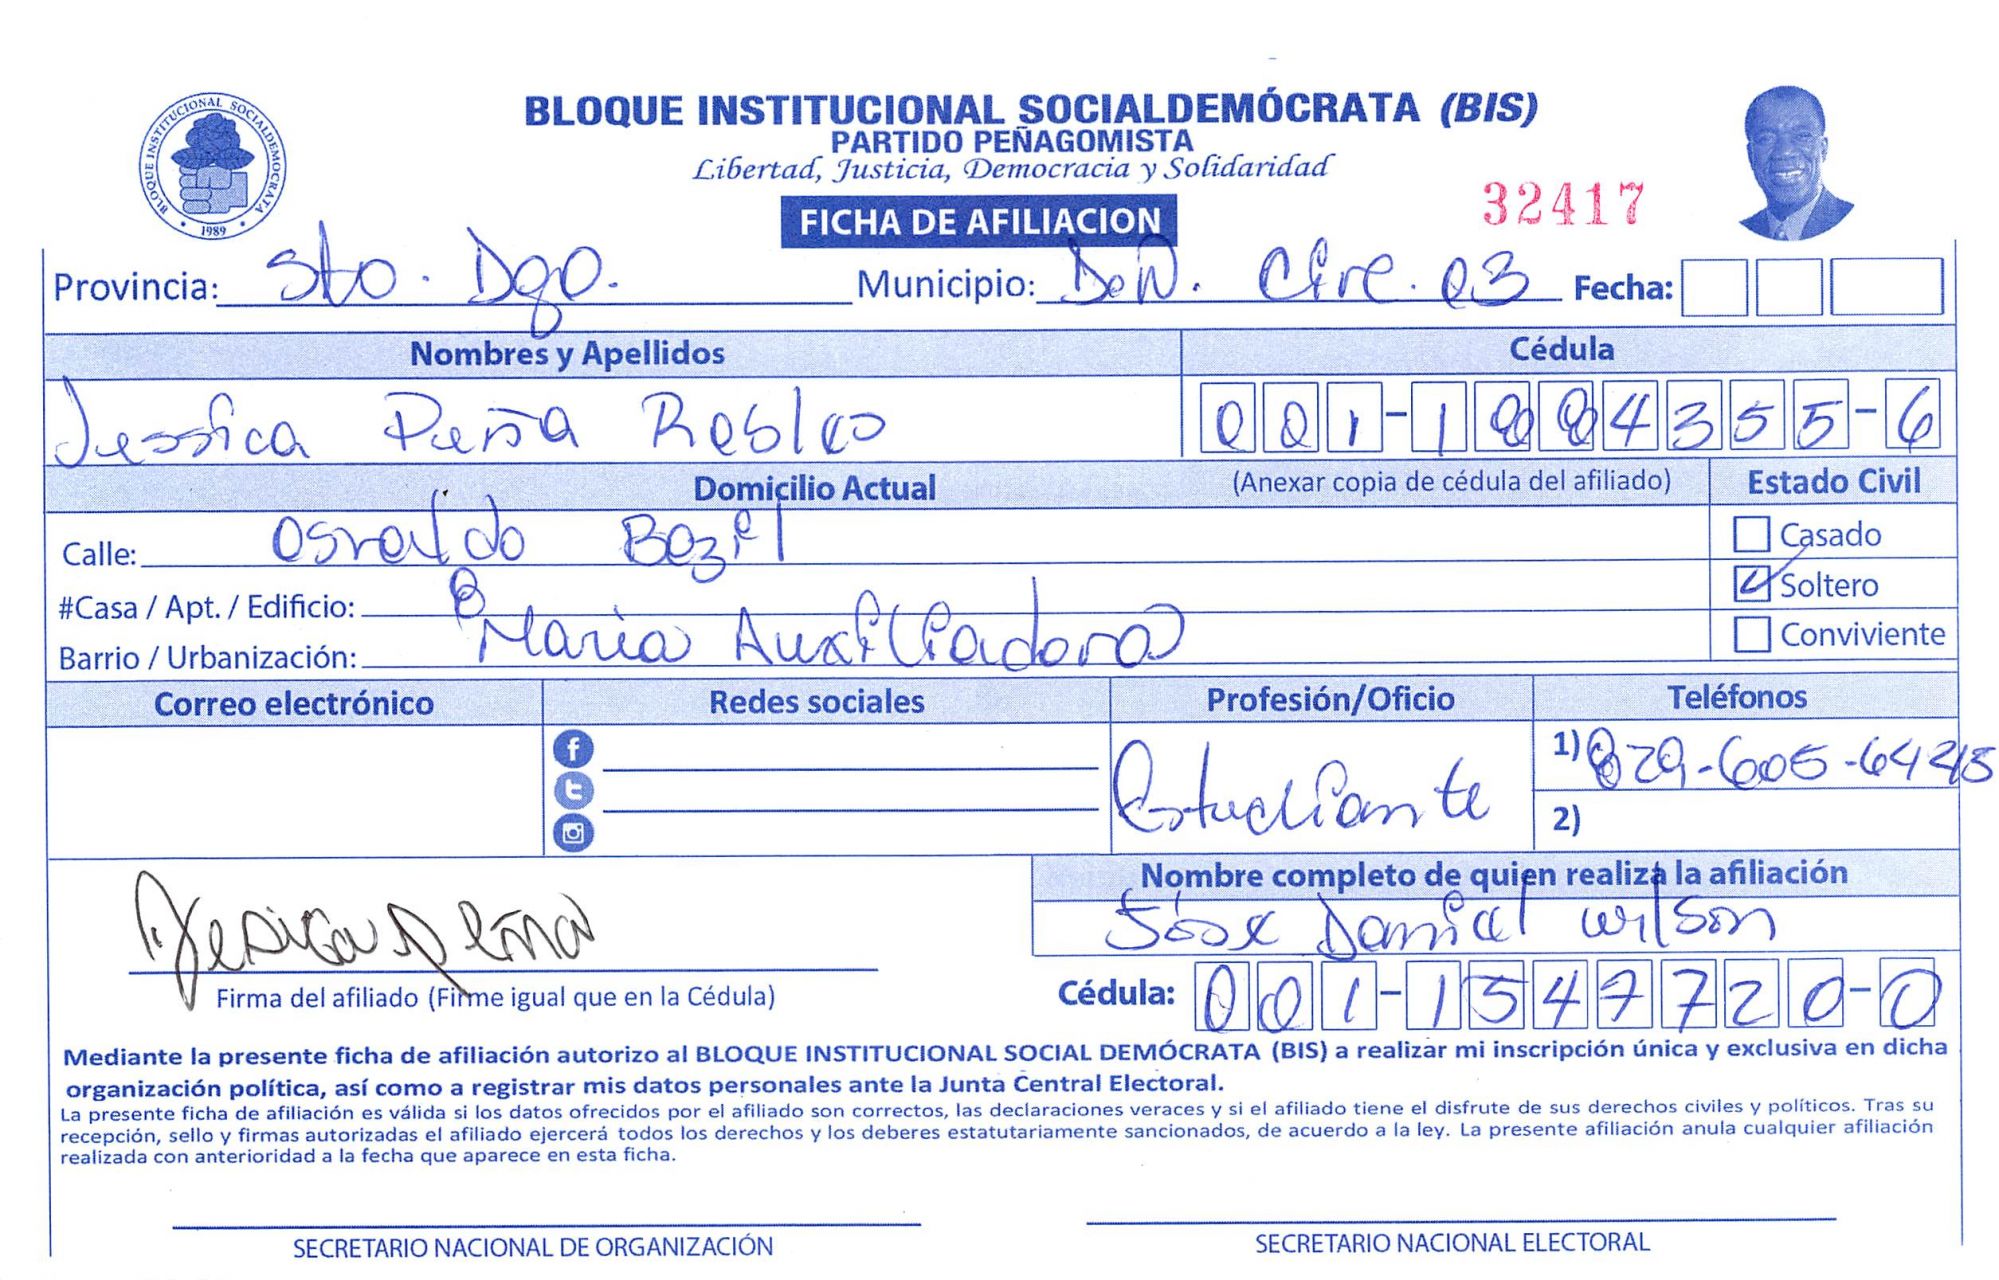 BLOQUE INSTITUCIONAL SOCIALDEMÓCRATA (BIS)
PARTIDO PEÑAGOMISTA
Libertad, Justicia, Democracia y Solidaridad
BLOQUE INSTITUCIONAL SOCIALDEMOCRATA
1989
32417
FICHA DE AFILIACION
Provincia: Sto. Dgo. Municipio: D.N. Circ. 03 Fecha:
Nombres y Apellidos Cédula
Jessica Peña Robles 001-1884355-6
Domicilio Actual (Anexar copia de cédula del afiliado) Estado Civil
Calle: Osvaldo Bazil Casado
#Casa / Apt. / Edificio: 8 Soltero
Barrio / Urbanización: Maria Auxiliadora Conviviente
Correo electrónico Redes sociales Profesión/Oficio Teléfonos
Estudiante 1) 829-605-6425
2)
Nombre completo de quien realiza la afiliación
Daniel Wilson
Jesica peña
Firma del afiliado (Firme igual que en la Cédula) Cédula: 001-1547720-0
Mediante la presente ficha de afiliación autorizo al BLOQUE INSTITUCIONAL SOCIAL DEMÓCRATA (BIS) a realizar mi inscripción única y exclusiva en dicha
organización política, así como a registrar mis datos personales ante la Junta Central Electoral.
La presente ficha de afiliación es válida si los datos ofrecidos por el afiliado son correctos, las declaraciones veraces y si el afiliado tiene el disfrute de sus derechos civiles y políticos. Tras su
recepción, sello y firmas autorizadas el afiliado ejercerá todos los derechos y los deberes estatutariamente sancionados, de acuerdo a la ley. La presente afiliación anula cualquier afiliación
realizada con anterioridad a la fecha que aparece en esta ficha.
SECRETARIO NACIONAL DE ORGANIZACIÓN SECRETARIO NACIONAL ELECTORAL